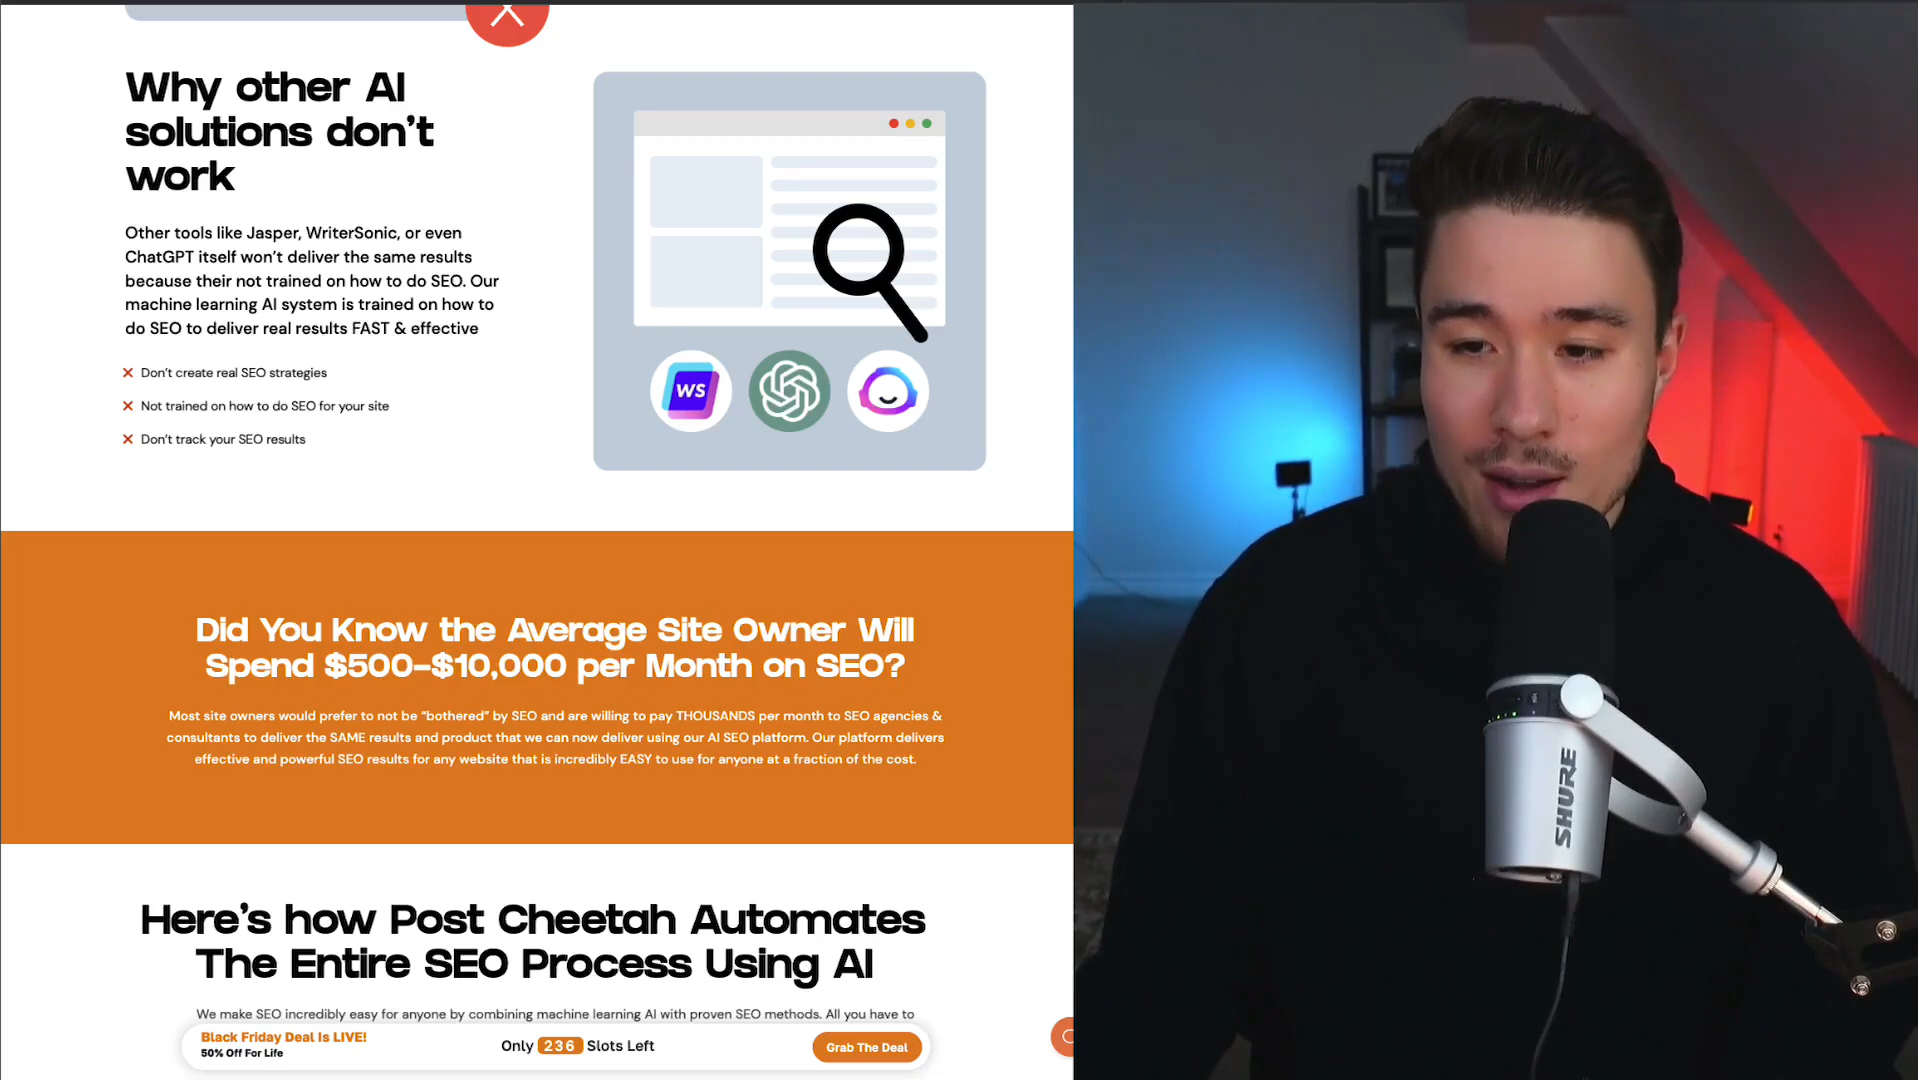 Why other AI
solutions don't
work
Other tools like Jasper, WriterSonic, or even
ChatGPT itself won't deliver the same results
because their not trained on how to do SEO. Our
machine learning AI system is trained on how to
do SEO to deliver real results FAST & effective
Don't create real SEO strategies
Not trained on how to do SEO for your site
Don't track your SEO results
WS
Did You Know the Average Site Owner Will
Spend $500–$10,000 per Month on SEO?
Most site owners would prefer to not be “bothered” by SEO and are willing to pay THOUSANDS per month to SEO agencies &
consultants to deliver the SAME results and product that we can now deliver using our AI SEO platform. Our platform delivers
effective and powerful SEO results for any website that is incredibly EASY to use for anyone at a fraction of the cost.
Here's how Post Cheetah Automates
The Entire SEO Process Using AI
We make SEO incredibly easy for anyone by combining machine learning AI with proven SEO methods. All you have to
Black Friday Deal Is LIVE!
50% Off For Life
Only 236 Slots Left
Grab The Deal
SHURE